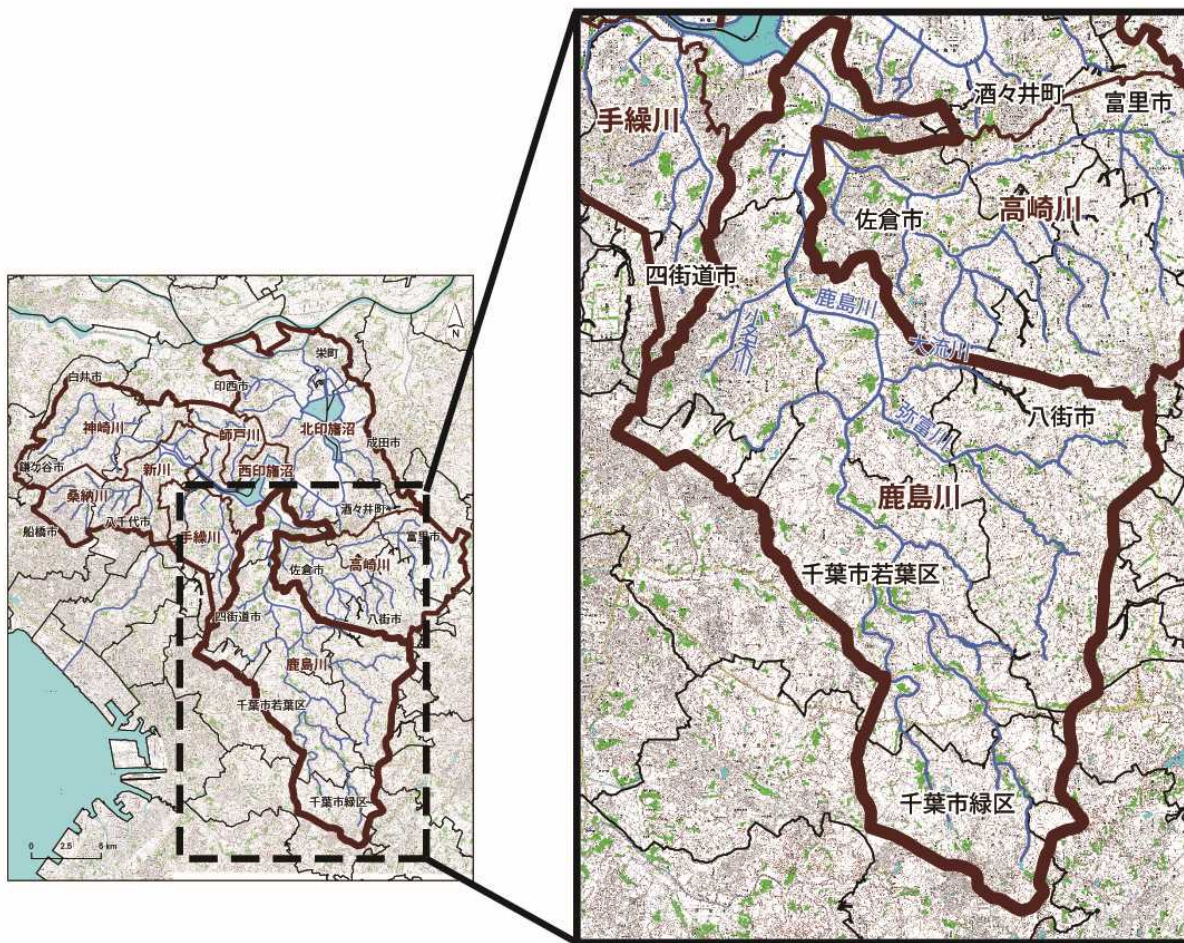 栄町
N
白井市
印西市
神崎川
師戸川
北印旛沼
成田市
鎌ケ谷市
新川
西印旛沼
桑納川
八千代市
船橋市
手繰川
酒々井町
富里市
佐倉市
高崎川
四街道市
八街市
鹿島川
千葉市若葉区
千葉市緑区
0 2.5 5 km
酒々井町
富里市
手繰川
佐倉市
高崎川
四街道市
鹿島川
小名木川
大流川
八街市
弥富川
鹿島川
千葉市若葉区
千葉市緑区